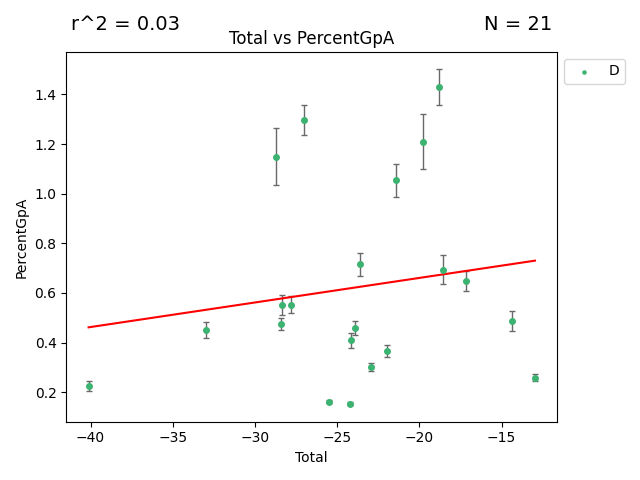 r^2 = 0.03
N = 21
Total vs PercentGpA
D
PercentGpA
1.4
1.2
1.0
0.8
0.6
0.4
0.2
−40
−35
−30
−25
−20
−15
Total